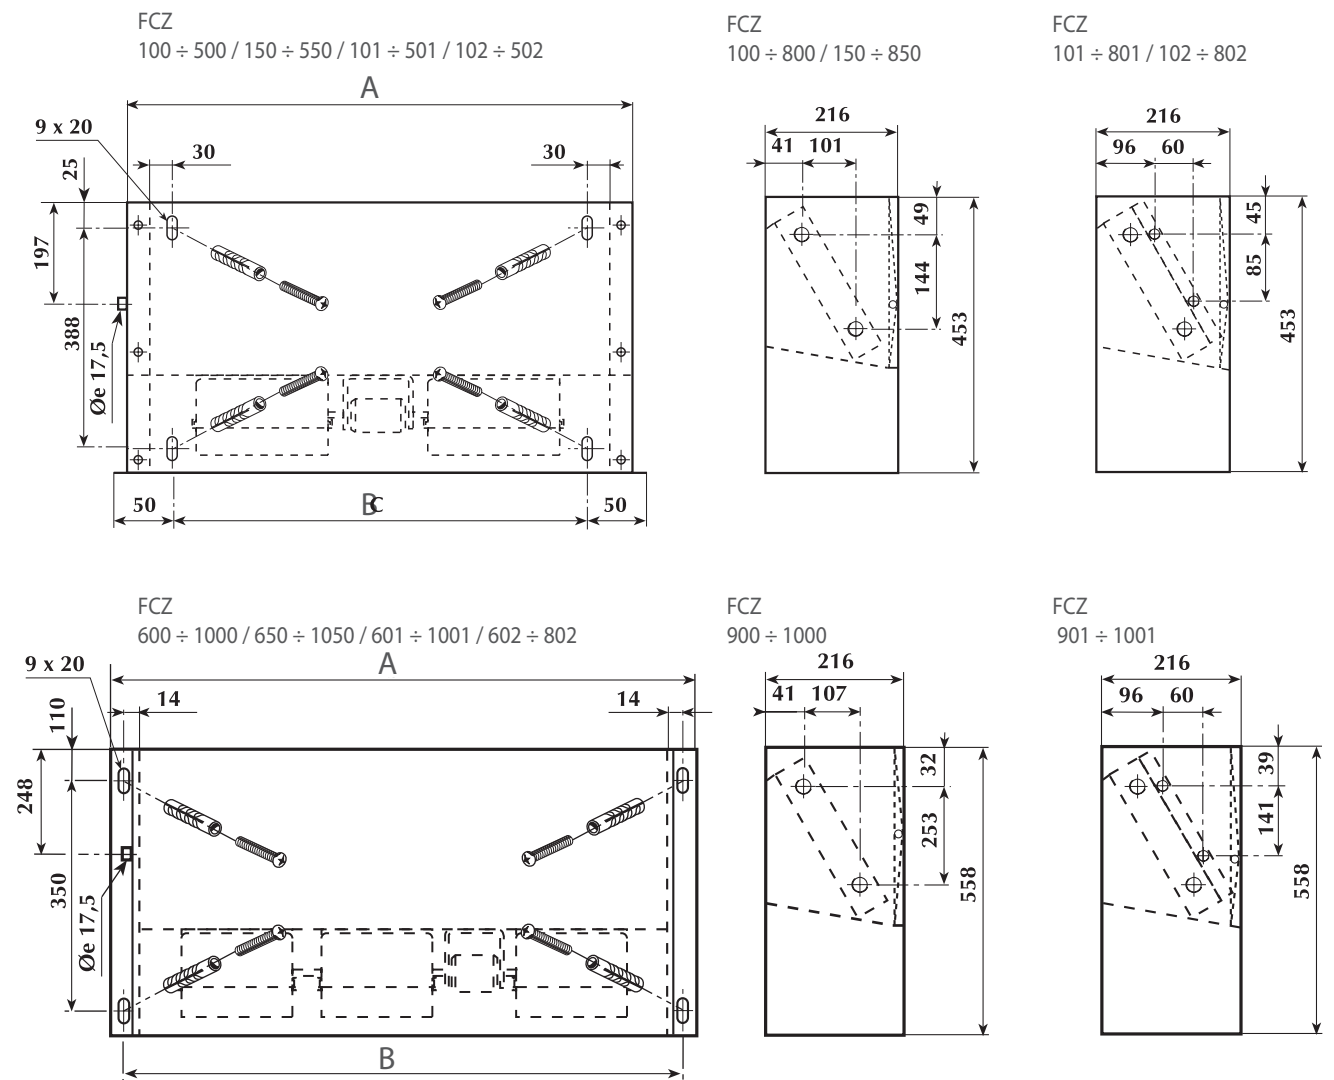 FCZ
100 ÷ 500 / 150 ÷ 550 / 101 ÷ 501 / 102 ÷ 502
A
9 x 20
30
30
25
197
388
Øe 17,5
50
B
C
50
FCZ
100 ÷ 800 / 150 ÷ 850
216
41
101
49
144
453
FCZ
101 ÷ 801 / 102 ÷ 802
216
96
60
45
85
453
FCZ
600 ÷ 1000 / 650 ÷ 1050 / 601 ÷ 1001 / 602 ÷ 802
A
9 x 20
14
14
110
248
350
Øe 17,5
B
FCZ
900 ÷ 1000
216
41
107
32
253
558
FCZ
901 ÷ 1001
216
96
60
39
141
558